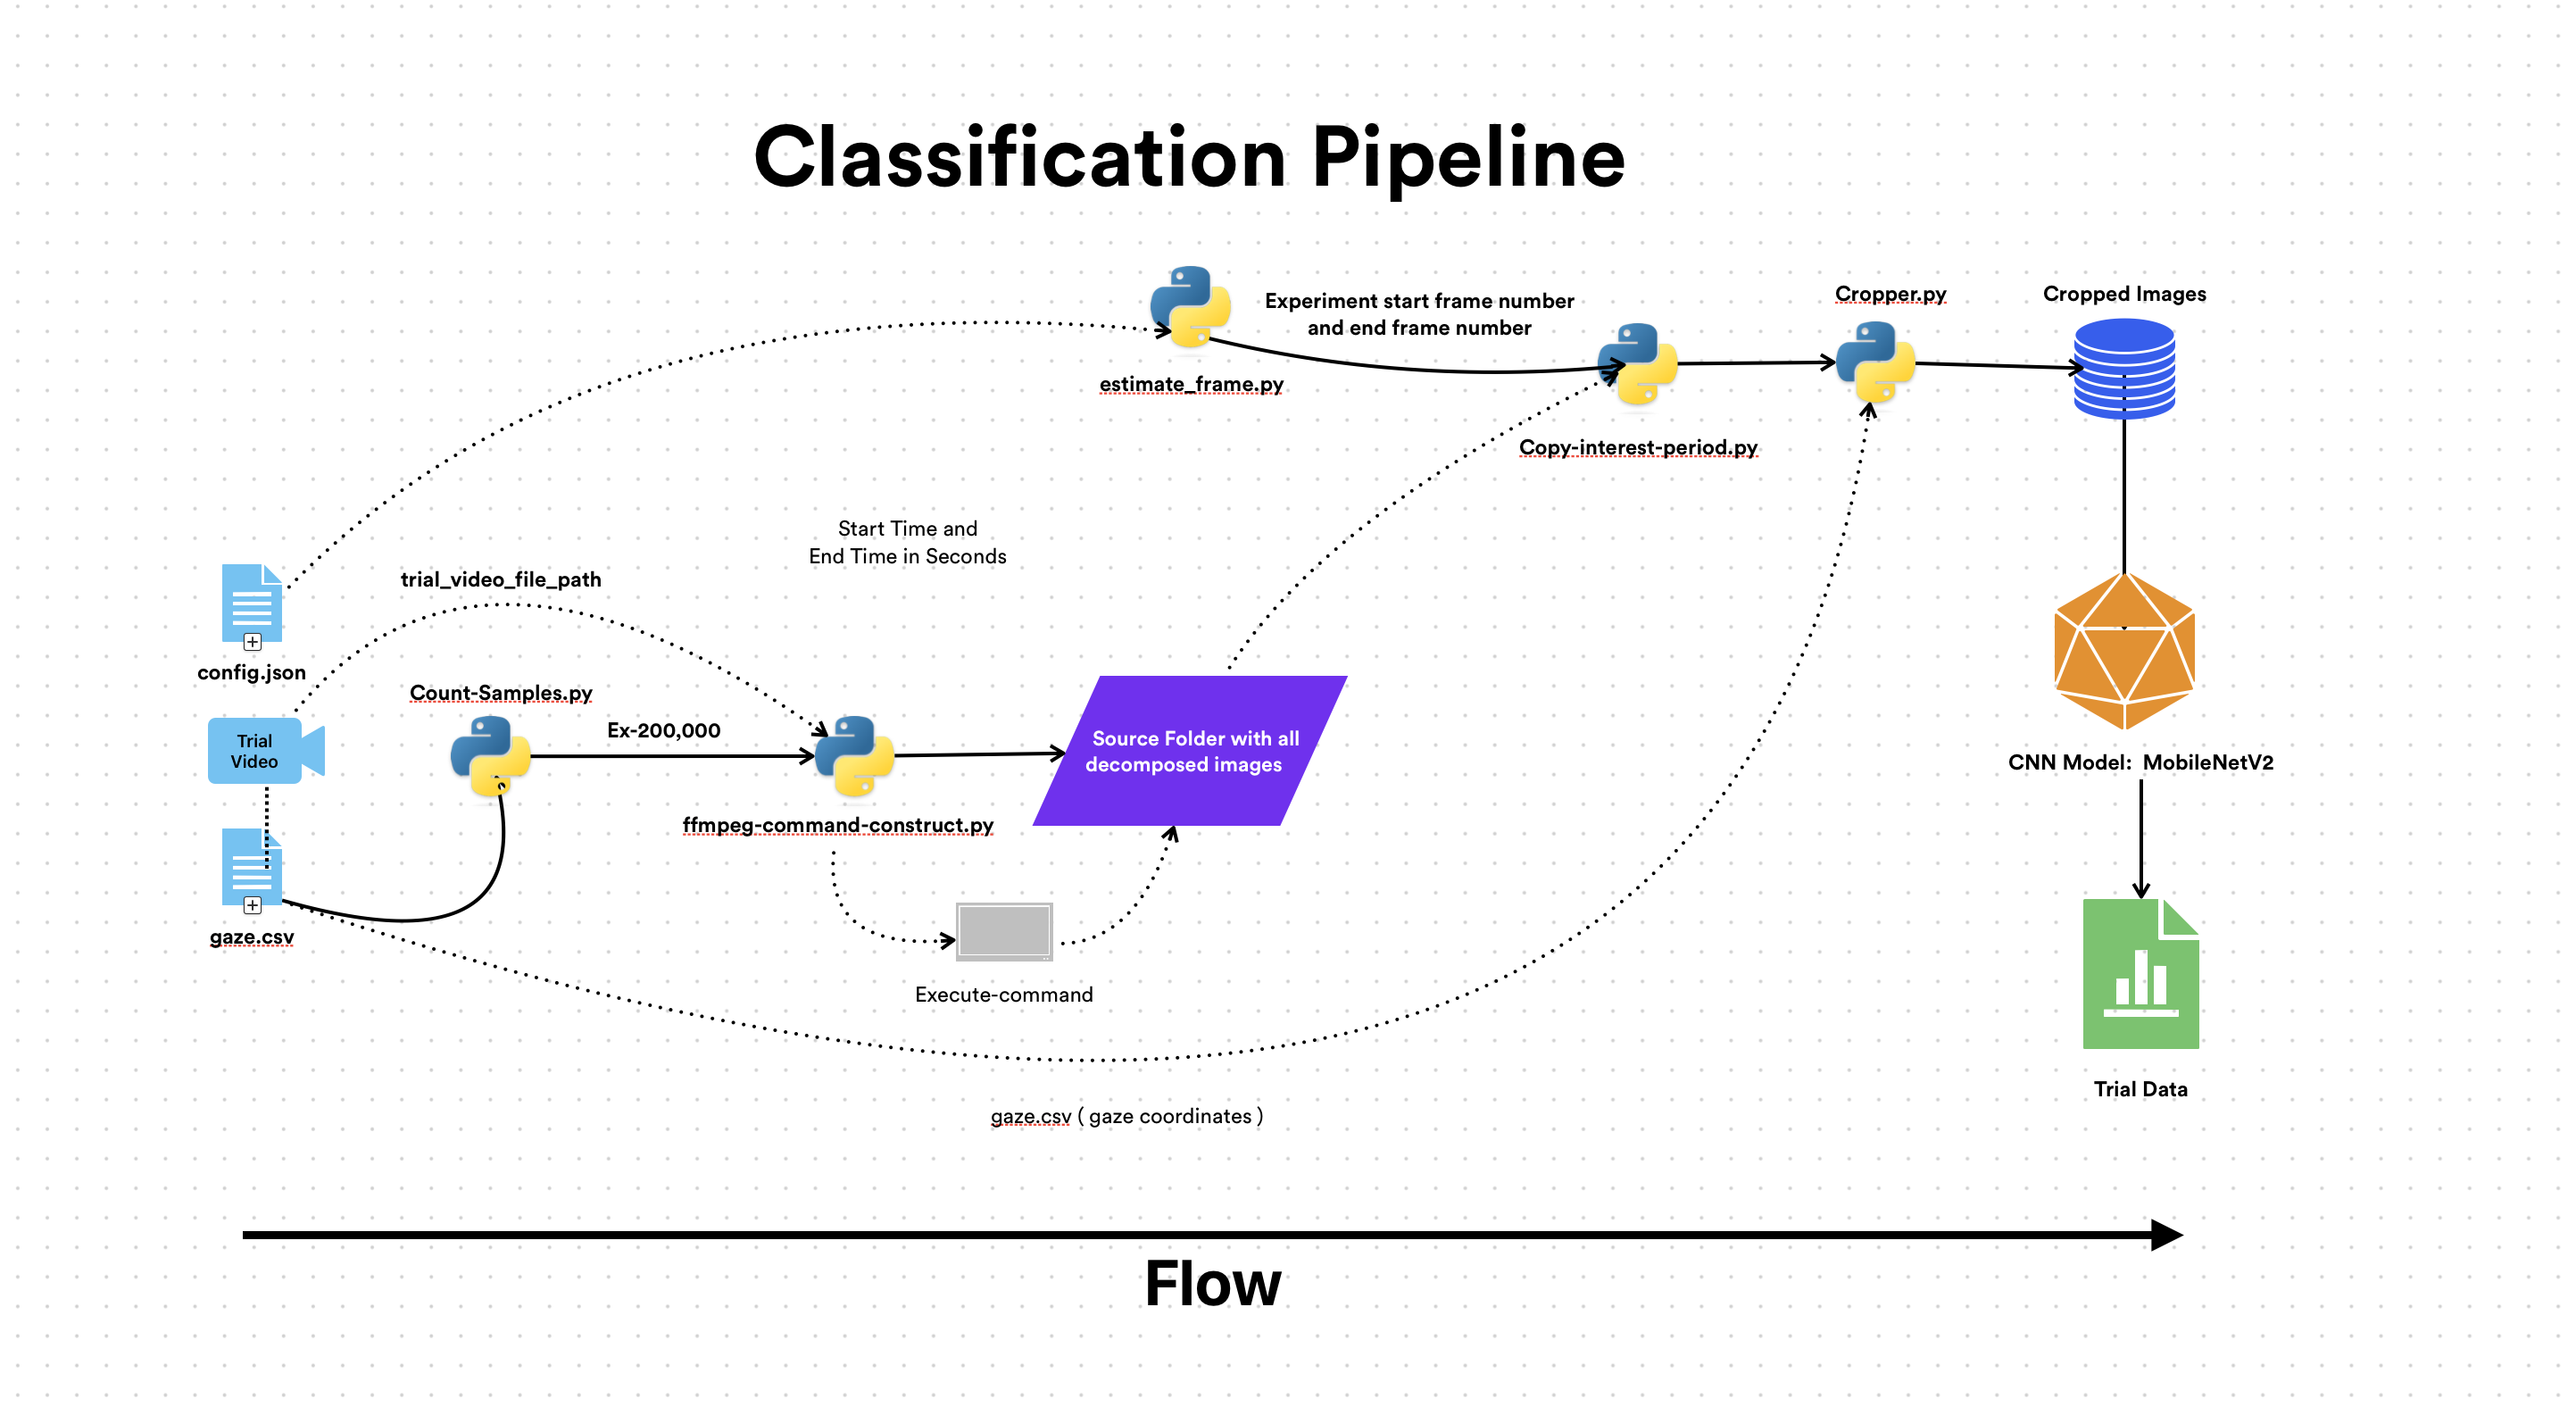 Classification Pipeline
Experiment start frame number
and end frame number
Cropper.py
Cropped Images
estimate_frame.py
Copy-interest-period.py
Start Time and
End Time in Seconds
trial_video_file_path
config.json
Count-Samples.py
Ex-200,000
Trial
Video
Source Folder with all
decomposed images
CNN Model:  MobileNetV2
ffmpeg-command-construct.py
gaze.csv
Execute-command
Trial Data
gaze.csv ( gaze coordinates )
Flow